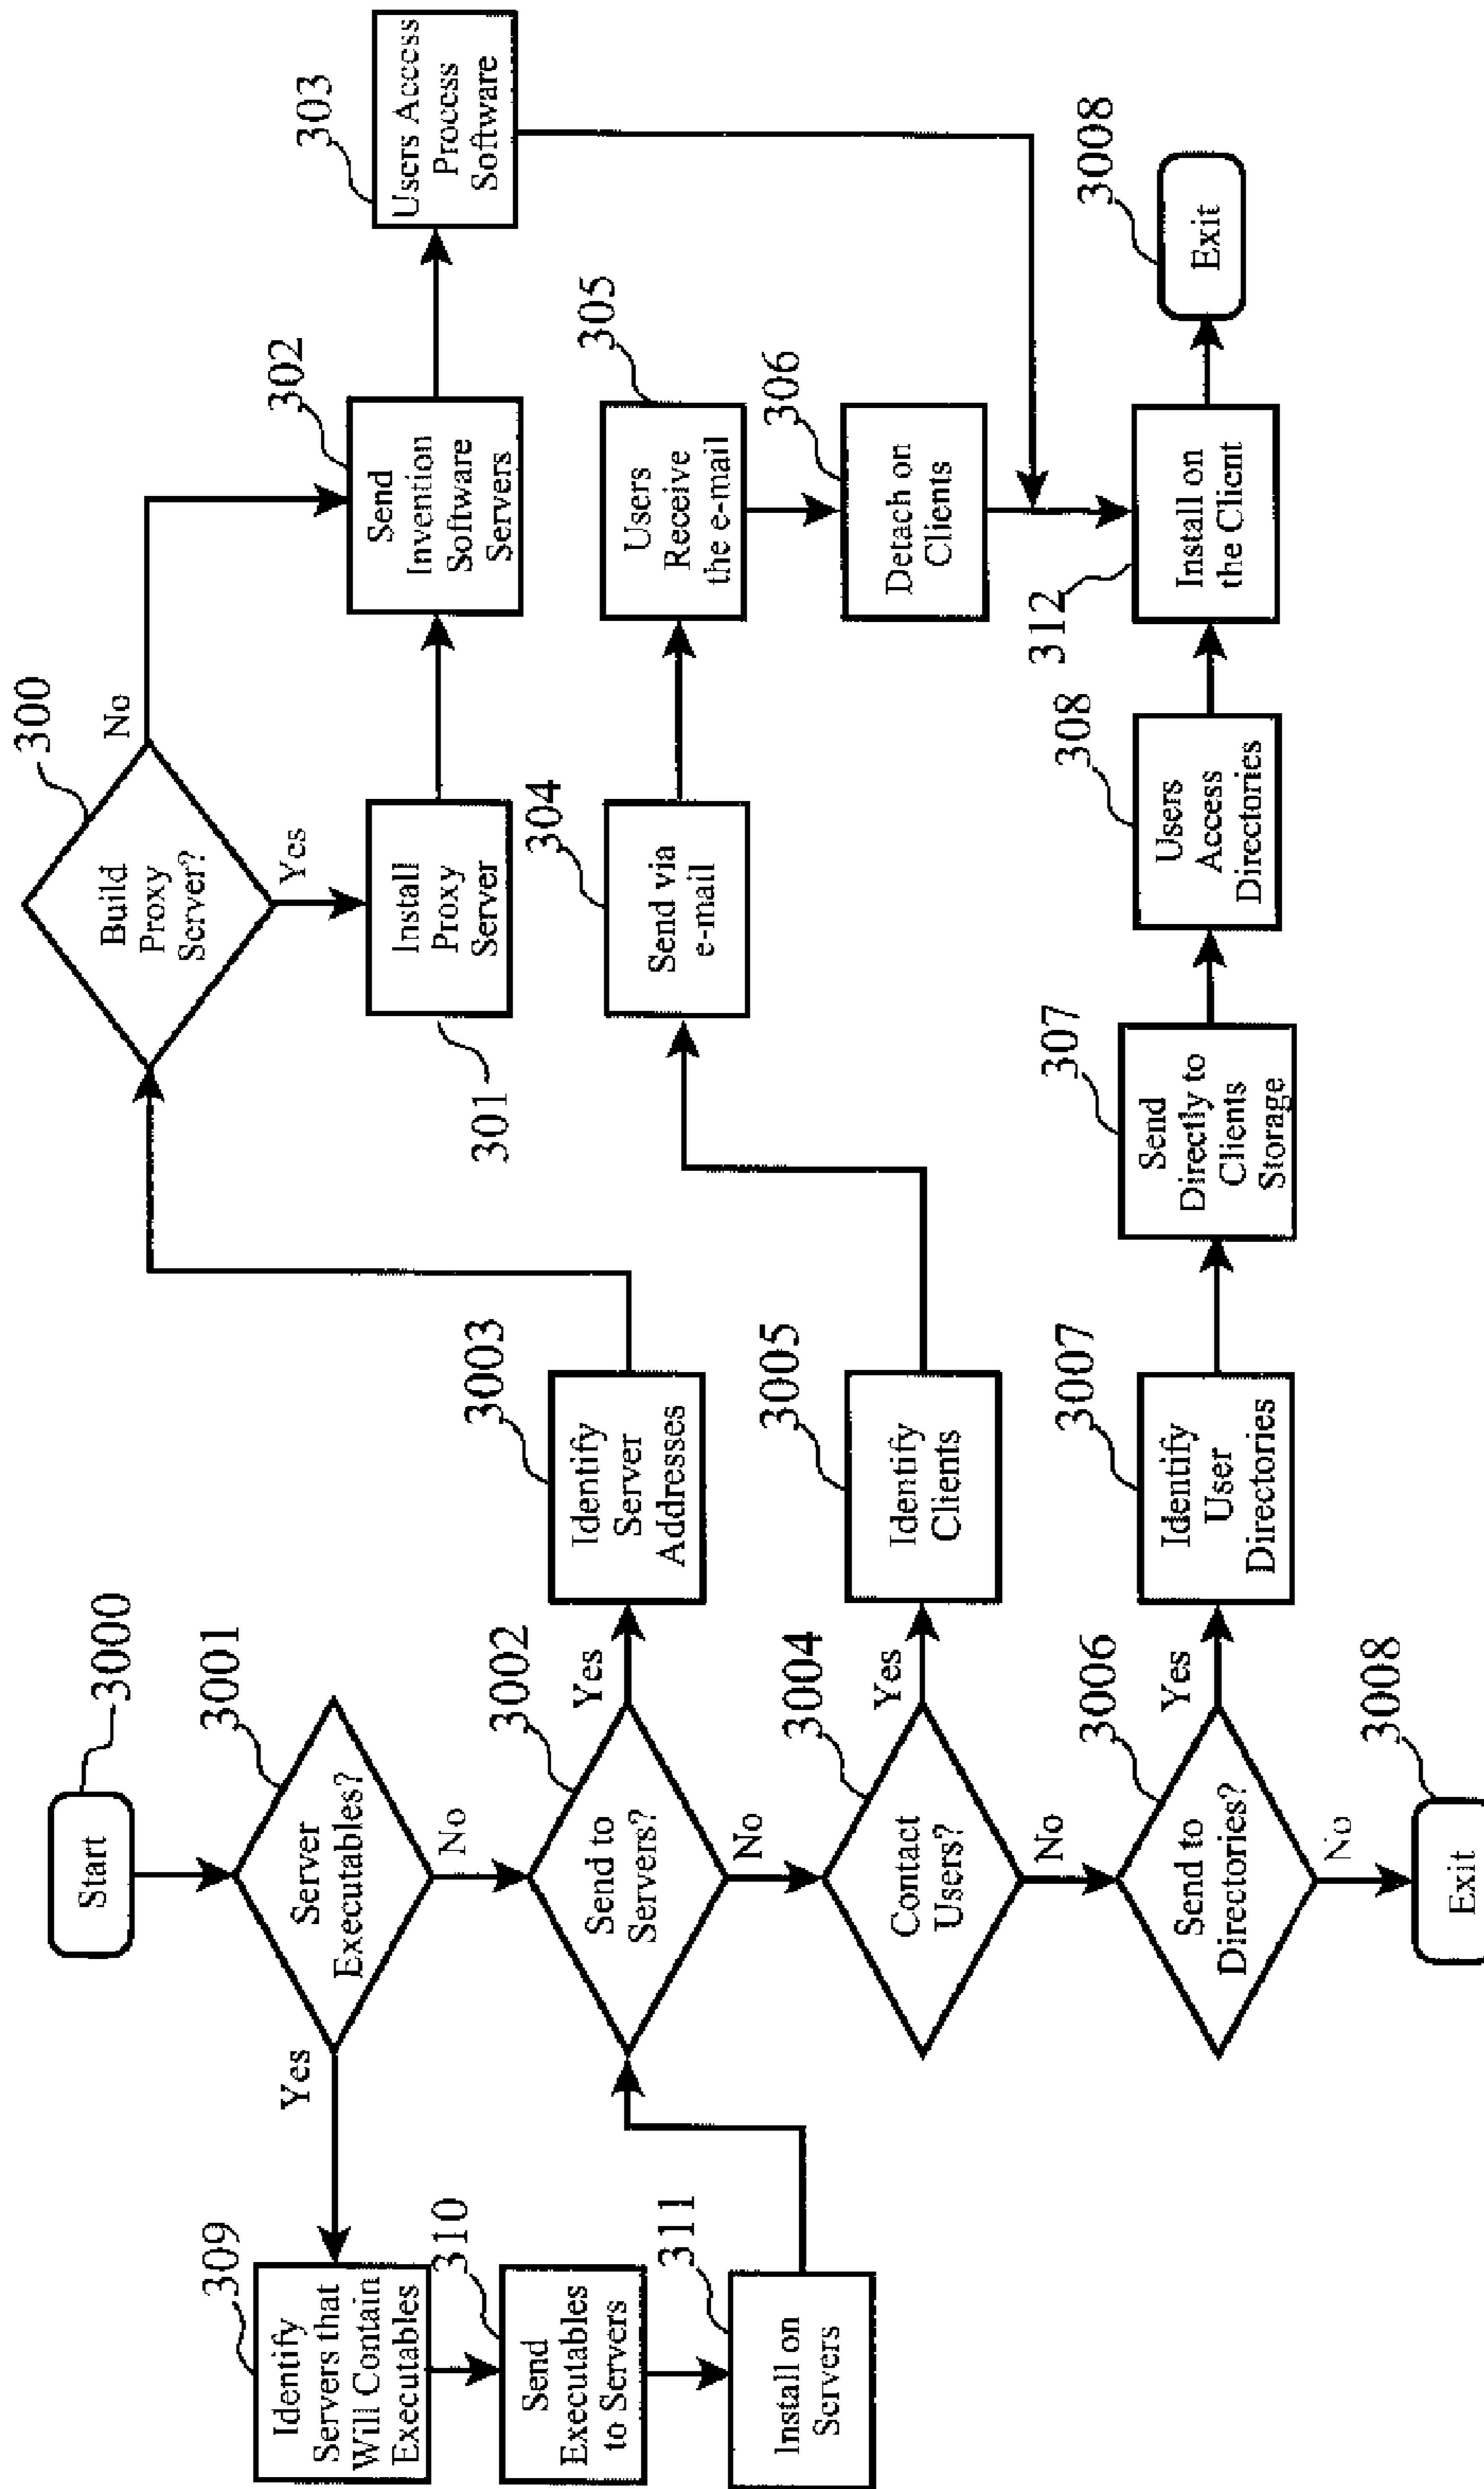 3000
Start
3001
Server
Executables?
Yes
No
309
Identify
Servers that
Will Contain
Executables
310
Send
Executables
to Servers
311
Install on
Servers
3002
Send to
Servers?
Yes
No
3003
Identify
Server
Addresses
300
Build
Proxy
Server?
No
Yes
301
Install
Proxy
Server
302
Send
Invention
Software
Servers
303
Users Access
Process
Software
3004
Contact
Users?
Yes
No
3005
Identify
Clients
304
Send via
e-mail
305
Users
Receive
the e-mail
306
Detach on
Clients
3006
Send to
Directories?
Yes
No
3007
Identify
User
Directories
307
Send
Directly to
Clients
Storage
308
Users
Access
Directories
312
Install on
the Client
3008
Exit
3008
Exit